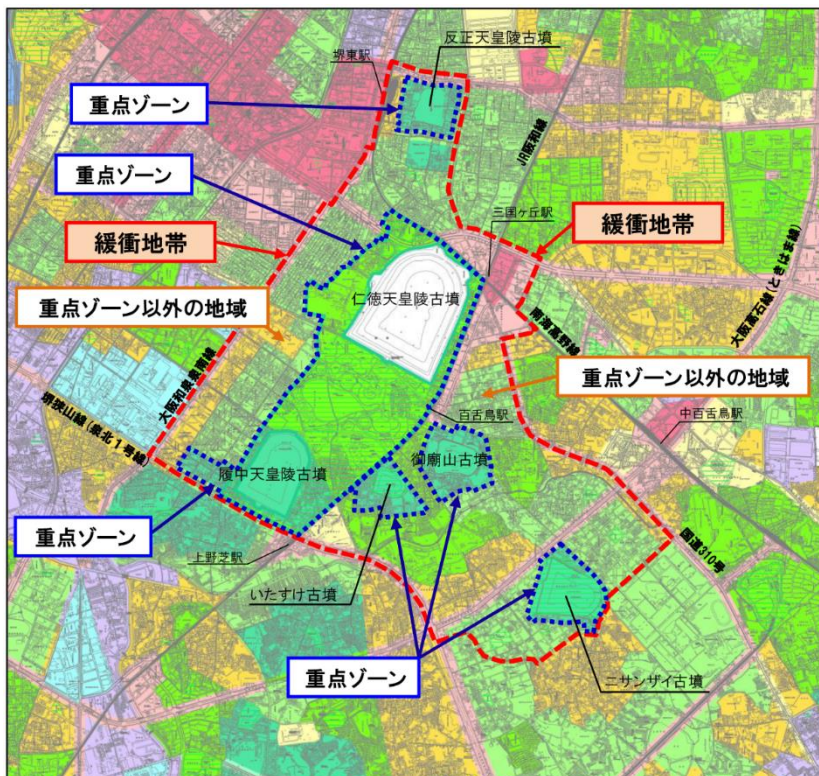 反正天皇陵古墳
堺東駅
重点ゾーン
JR阪和線
重点ゾーン
三国ヶ丘駅
緩衝地帯
緩衝地帯
仁徳天皇陵古墳
大阪高石線(ときはま線)
重点ゾーン以外の地域
南海高野線
大阪和泉泉南線
重点ゾーン以外の地域
百舌鳥駅
中百舌鳥駅
堺狭山線(泉北1号線)
御廟山古墳
履中天皇陵古墳
重点ゾーン
上野芝駅
国道310号
いたすけ古墳
重点ゾーン
ニサンザイ古墳